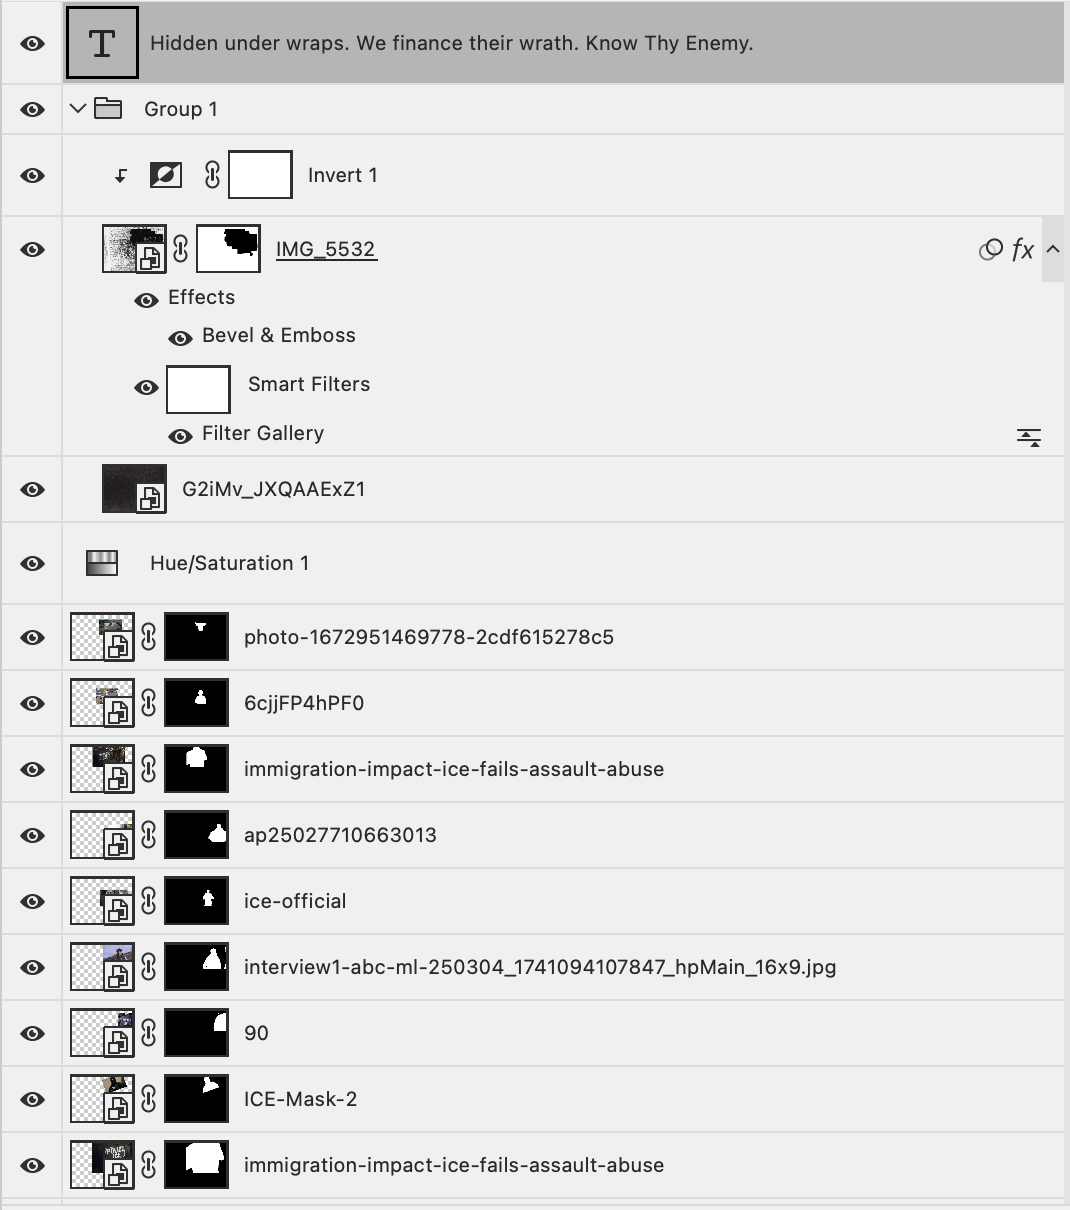 T
Hidden under wraps. We finance their wrath. Know Thy Enemy.
Group 1
Invert 1
IMG_5532
fx
Effects
Bevel & Emboss
Smart Filters
Filter Gallery
G2iMv_JXQAAExZ1
Hue/Saturation 1
photo-1672951469778-2cdf615278c5
6cjjFP4hPF0
immigration-impact-ice-fails-assault-abuse
ap25027710663013
ice-official
interview1-abc-ml-250304_1741094107847_hpMain_16x9.jpg
90
ICE-Mask-2
immigration-impact-ice-fails-assault-abuse